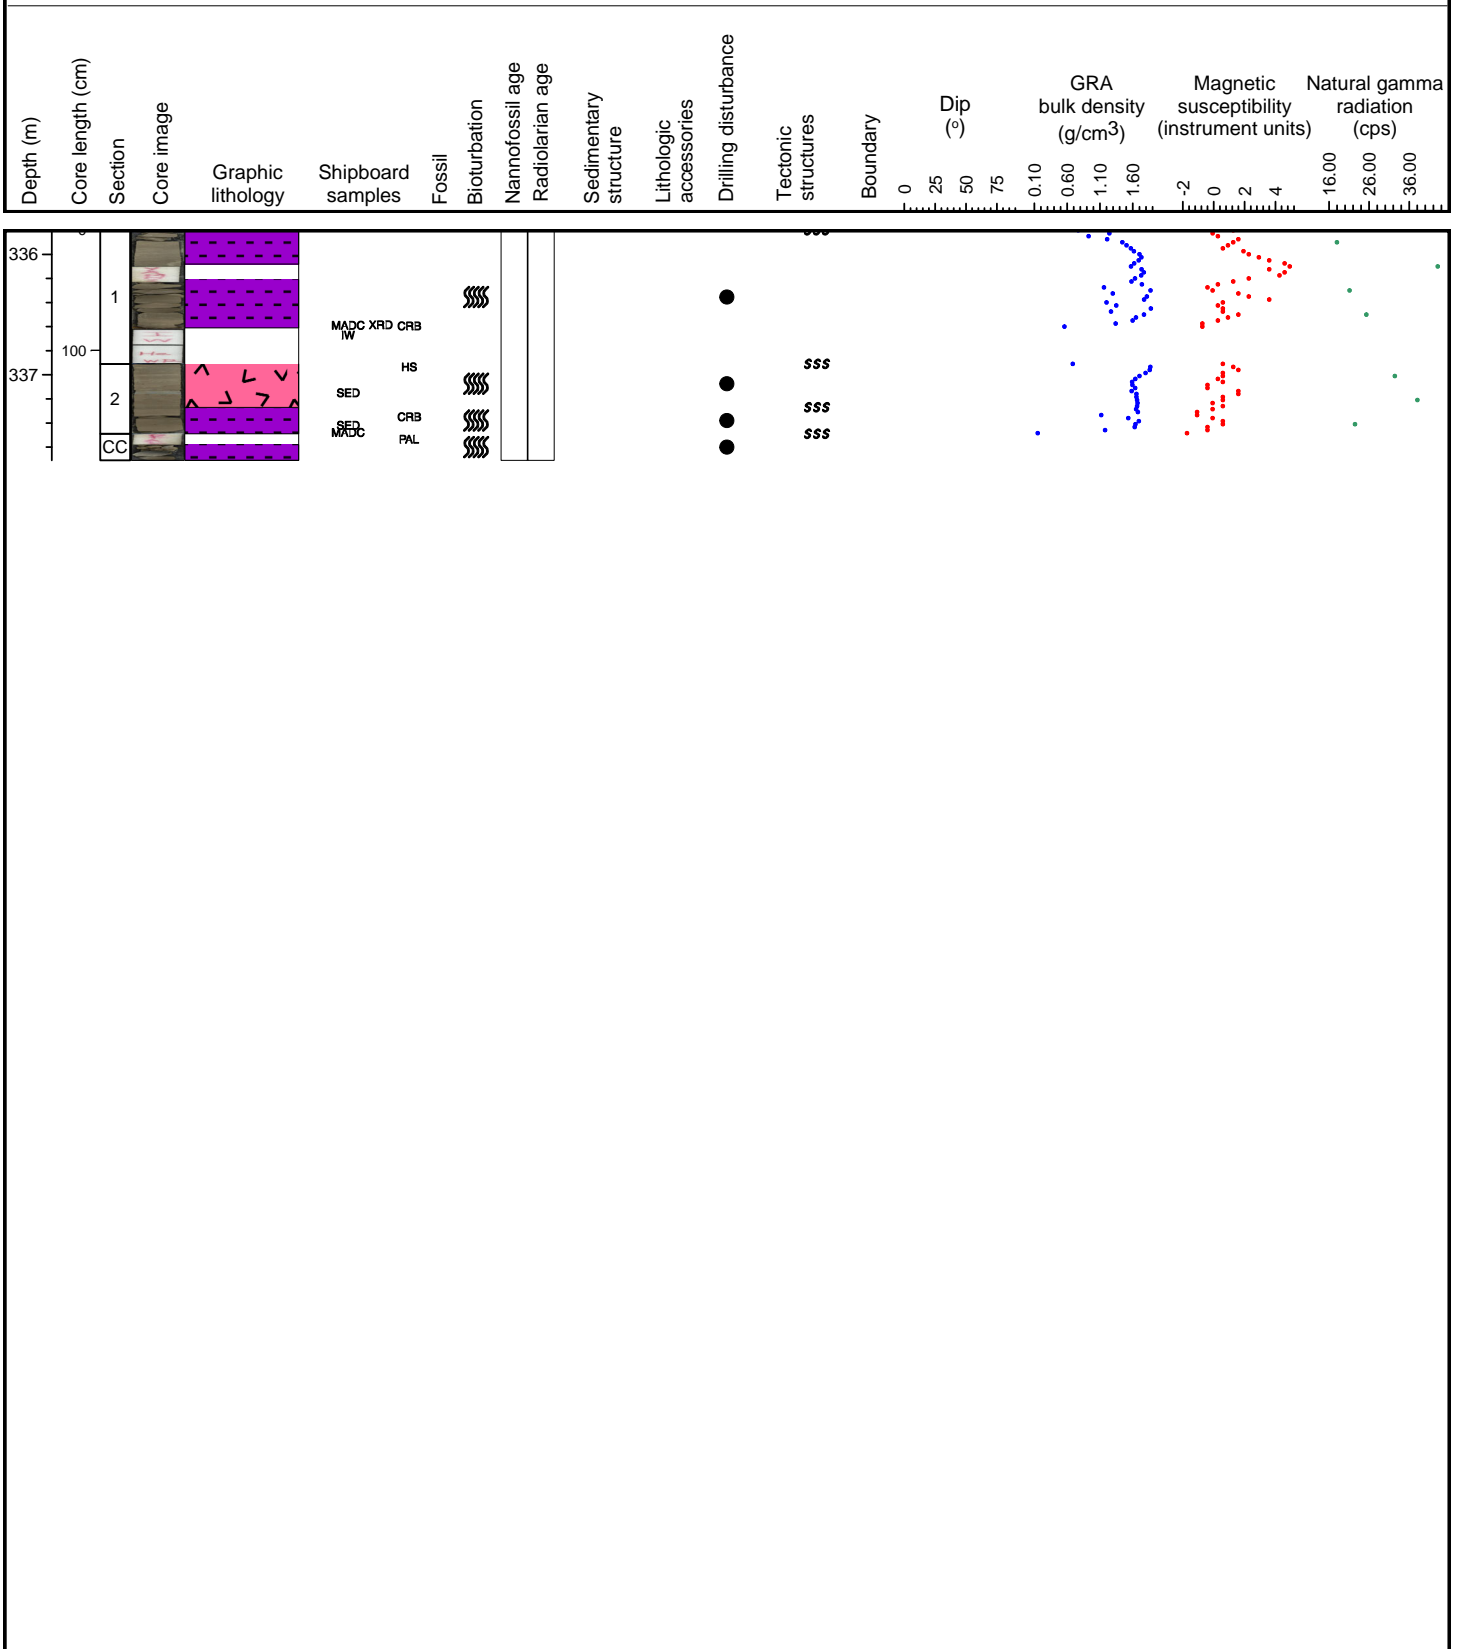 Depth (m)
Core length (cm)
Section
Core image
Graphic
lithology
Shipboard
samples
Fossil
Bioturbation
Nannofossil age
Radiolarian age
Sedimentary
structure
Lithologic
accessories
Drilling disturbance
Tectonic
structures
Boundary
Dip
(o)
0 25 50 75
GRA
bulk density
(g/cm3)
0.10 0.60 1.10 1.60
Magnetic
susceptibility
(instrument units)
-2 0 2 4
Natural gamma
radiation
(cps)
16.00 26.00 36.00
sss
336
1
MADC XRD CRB
IW
100
sss
HS
337
SED
2
sss
CRB
SED
MADC
sss
PAL
CC